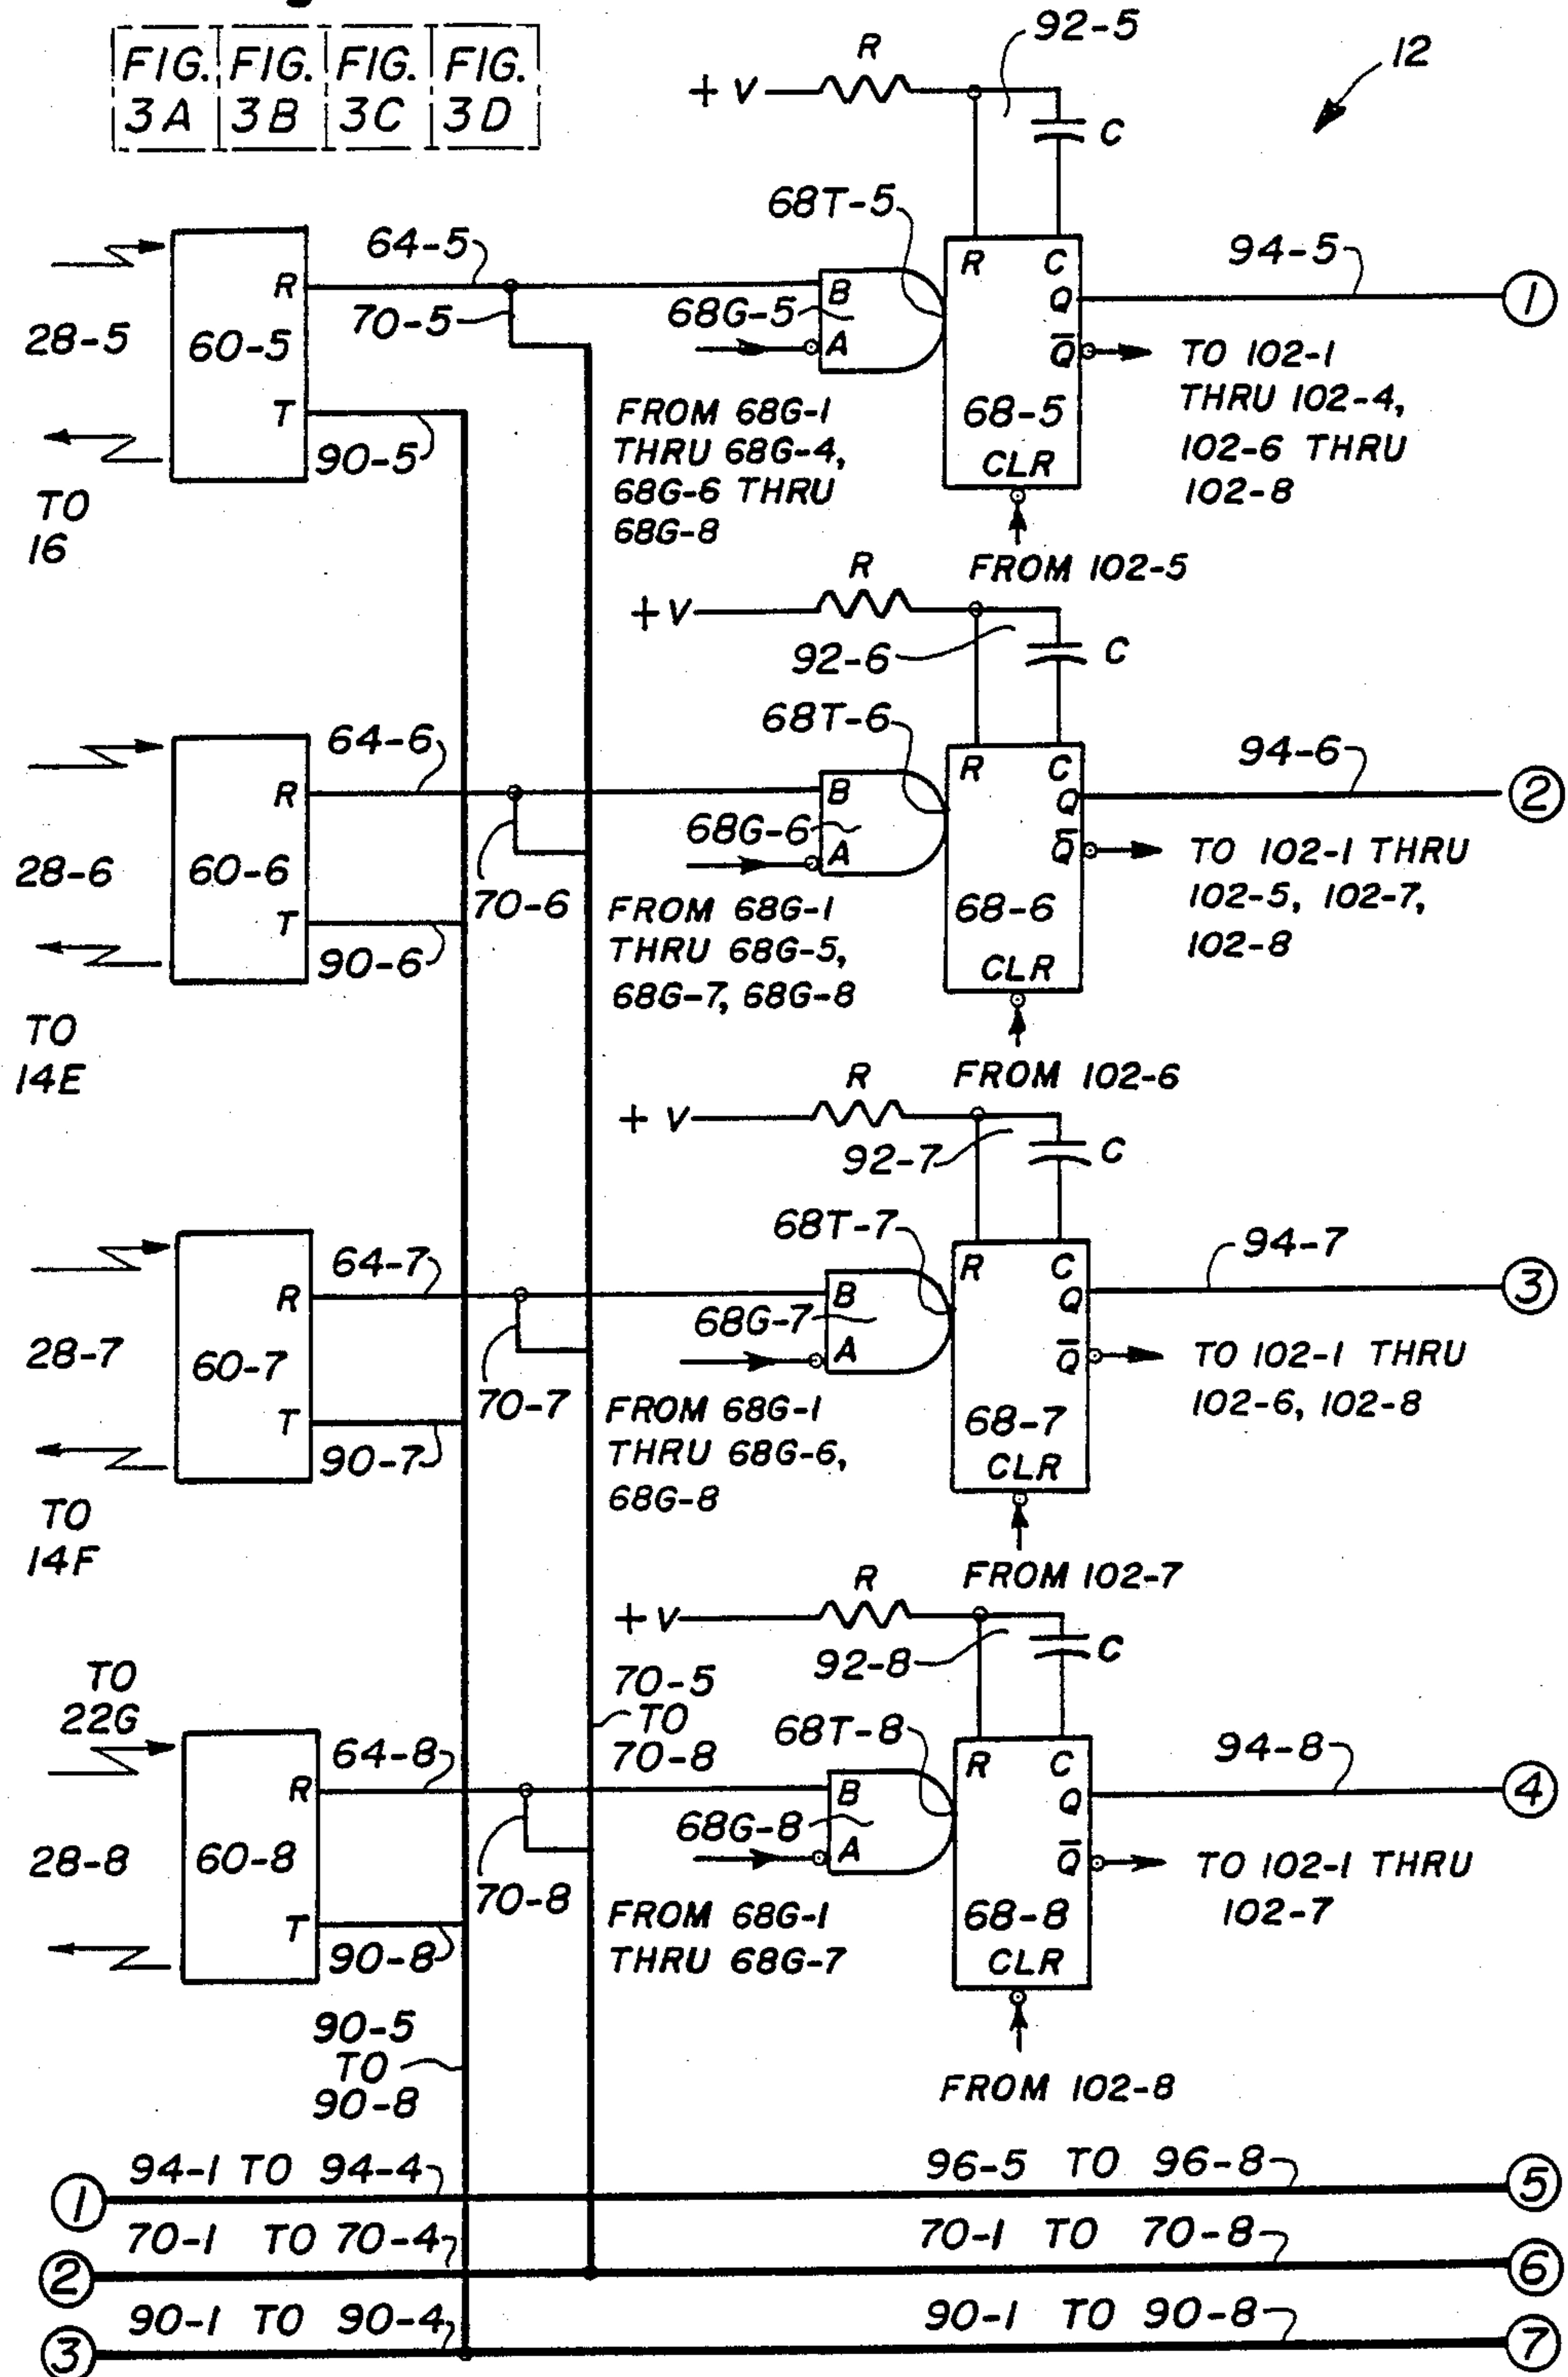 FIG. 3A
FIG. 3B
FIG. 3C
FIG. 3D
12
R
92-5
+ V
C
68T-5
64-5
R
C
94-5
28-5
60-5
R
70-5
68G-5
B
A
Q
1
Q̅
TO 102-1
THRU 102-4,
102-6 THRU
102-8
T
90-5
FROM 68G-1
THRU 68G-4,
68G-6 THRU
68G-8
68-5
CLR
TO
16
FROM 102-5
R
+ V
92-6
C
68T-6
64-6
R
C
94-6
28-6
60-6
R
68G-6
B
A
Q
2
Q̅
TO 102-1 THRU
102-5, 102-7,
102-8
T
90-6
70-6
FROM 68G-1
THRU 68G-5,
68G-7, 68G-8
68-6
CLR
TO
14E
FROM 102-6
R
+ V
92-7
C
68T-7
64-7
R
C
94-7
28-7
60-7
R
68G-7
B
A
Q
3
Q̅
TO 102-1 THRU
102-6, 102-8
T
90-7
70-7
FROM 68G-1
THRU 68G-6,
68G-8
68-7
CLR
TO
14F
FROM 102-7
R
+ V
92-8
C
TO
22G
70-5
TO
70-8
68T-8
64-8
R
C
94-8
28-8
60-8
R
68G-8
B
A
Q
4
Q̅
TO 102-1 THRU
102-7
T
90-8
70-8
FROM 68G-1
THRU 68G-7
68-8
CLR
90-5
TO
90-8
FROM 102-8
1
94-1 TO 94-4
96-5 TO 96-8
5
2
70-1 TO 70-4
70-1 TO 70-8
6
3
90-1 TO 90-4
90-1 TO 90-8
7